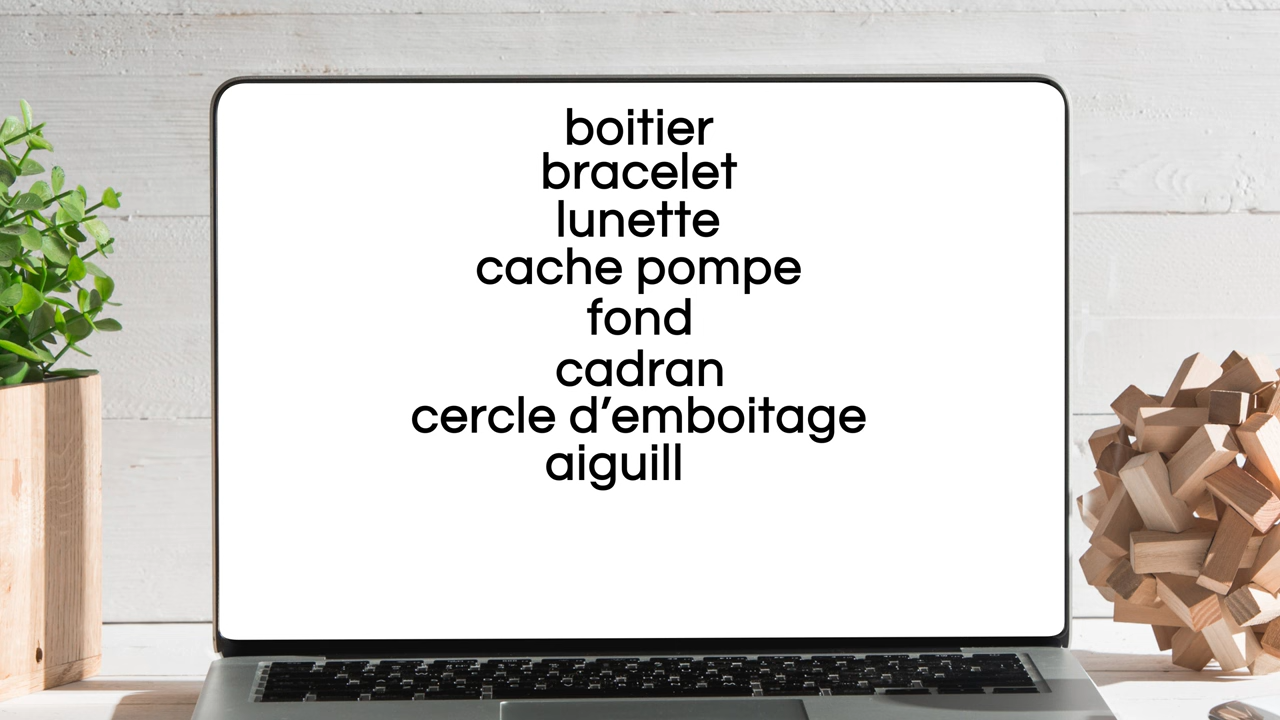 boitier
bracelet
lunette
cache pompe
fond
cadran
cercle d’emboitage
aiguill